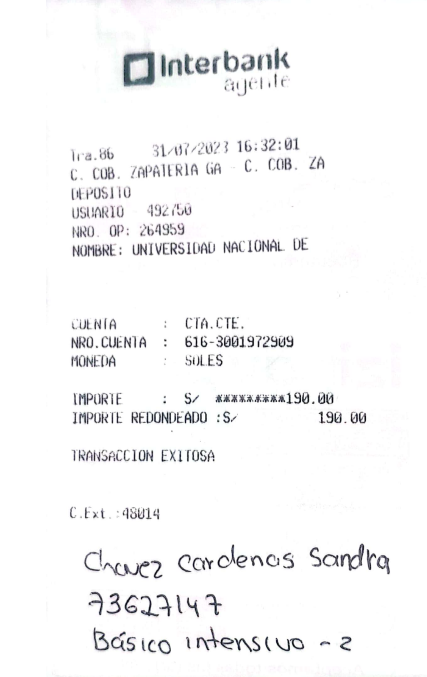 Interbank
agente
Tra.86 31/07/2023 16:32:01
C. COB. ZAPATERIA GA - C. COB. ZA
DEPOSITO
USUARIO 492750
NRO. OP: 264959
NOMBRE: UNIVERSIDAD NACIONAL DE
CUENTA : CTA.CTE.
NRO.CUENTA : 616-3001972909
MONEDA : SOLES
IMPORTE : S/ *********190.00
IMPORTE REDONDEADO :S/ 190.00
TRANSACCION EXITOSA
C.Ext.:48014
Chavez Cardenas Sandra
73627147
Básico intensivo - 2